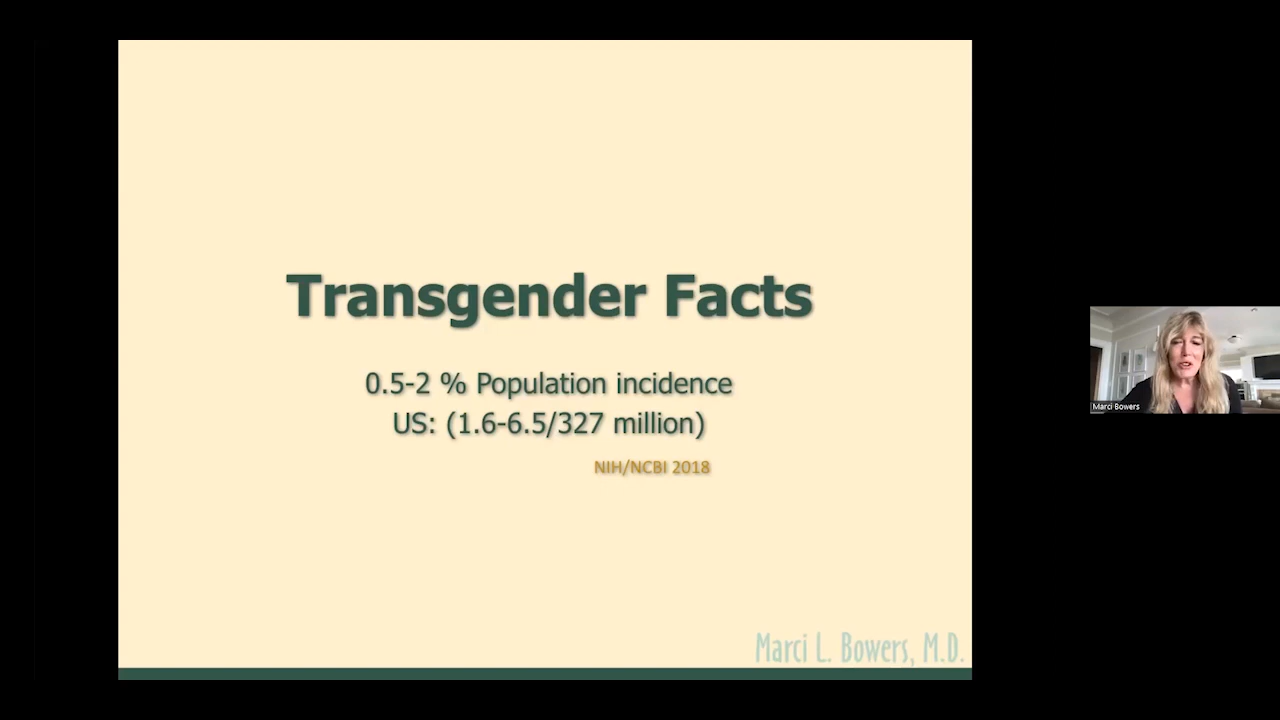 Transgender Facts
0.5-2 % Population incidence
US: (1.6-6.5/327 million)
NIH/NCBI 2018
Marci L. Bowers, M.D.
Marci Bowers